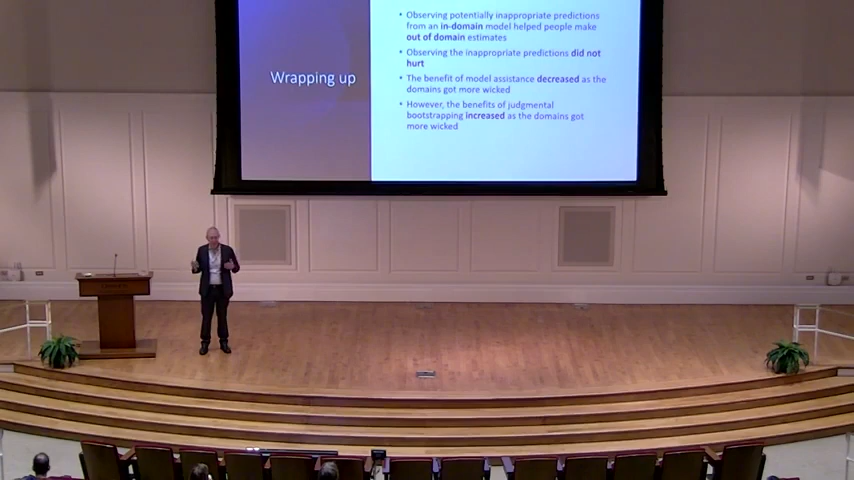 Wrapping up
• Observing potentially inappropriate predictions
from an in-domain model helped people make
out of domain estimates
• Observing the inappropriate predictions did not
hurt
• The benefit of model assistance decreased as the
domains got more wicked
• However, the benefits of judgmental
bootstrapping increased as the domains got
more wicked